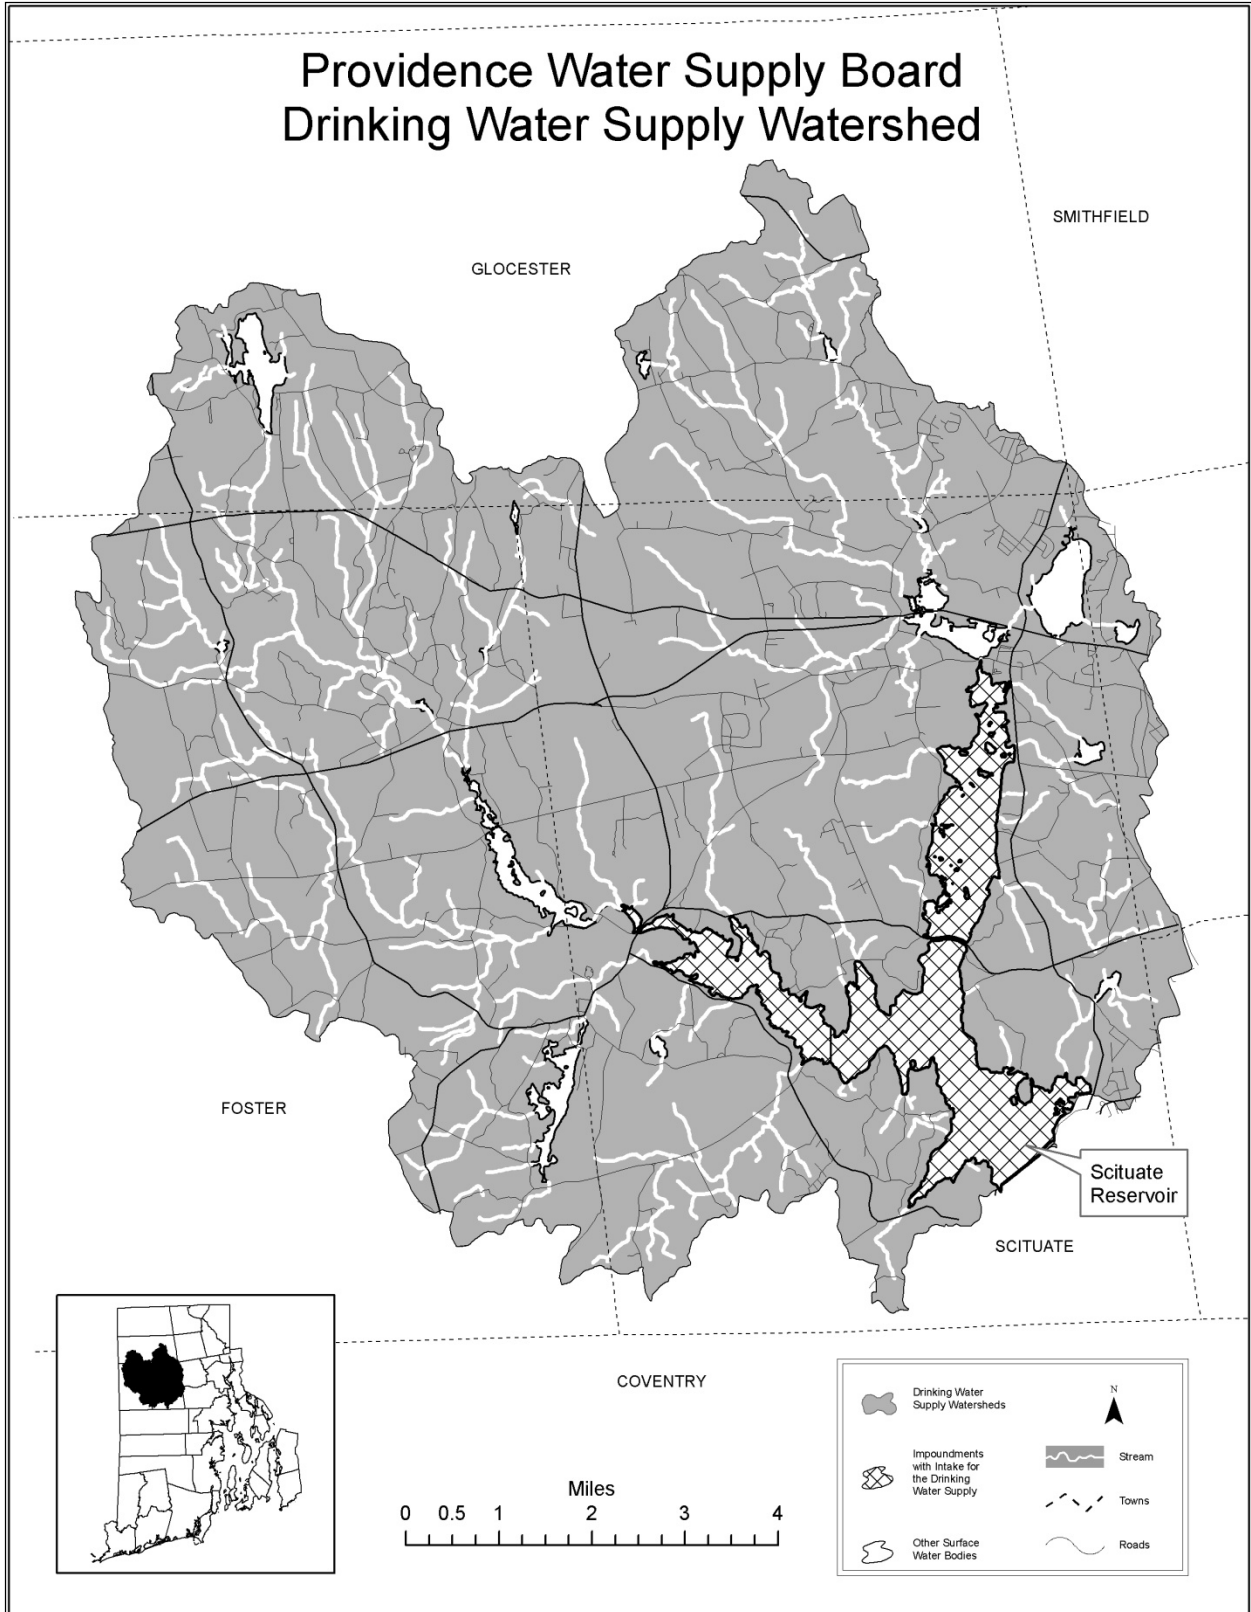 Providence Water Supply Board
Drinking Water Supply Watershed
SMITHFIELD
GLOCESTER
FOSTER
Scituate
Reservoir
SCITUATE
COVENTRY
Miles
0 0.5 1 2 3 4
Drinking Water
Supply Watersheds
N
Impoundments
with Intake for
the Drinking
Water Supply
Stream
Towns
Other Surface
Water Bodies
Roads